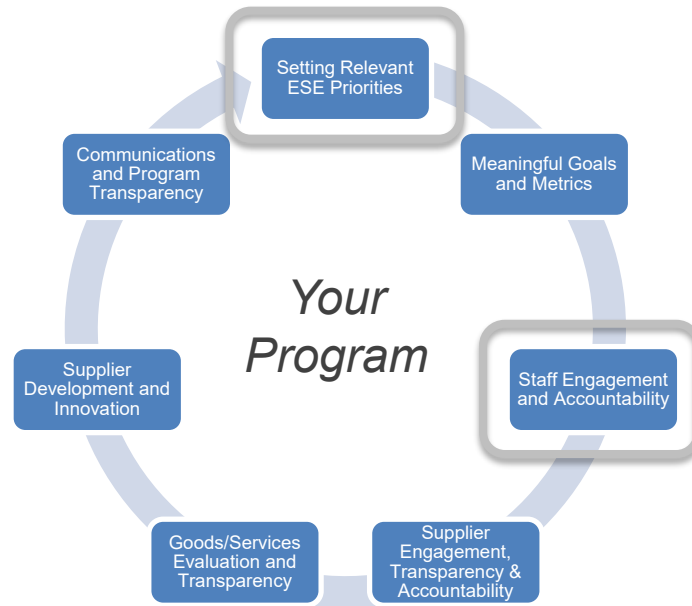 Setting Relevant
ESE Priorities
Meaningful Goals
and Metrics
Staff Engagement
and Accountability
Supplier
Engagement,
Transparency &
Accountability
Goods/Services
Evaluation and
Transparency
Supplier
Development and
Innovation
Communications
and Program
Transparency
Your
Program